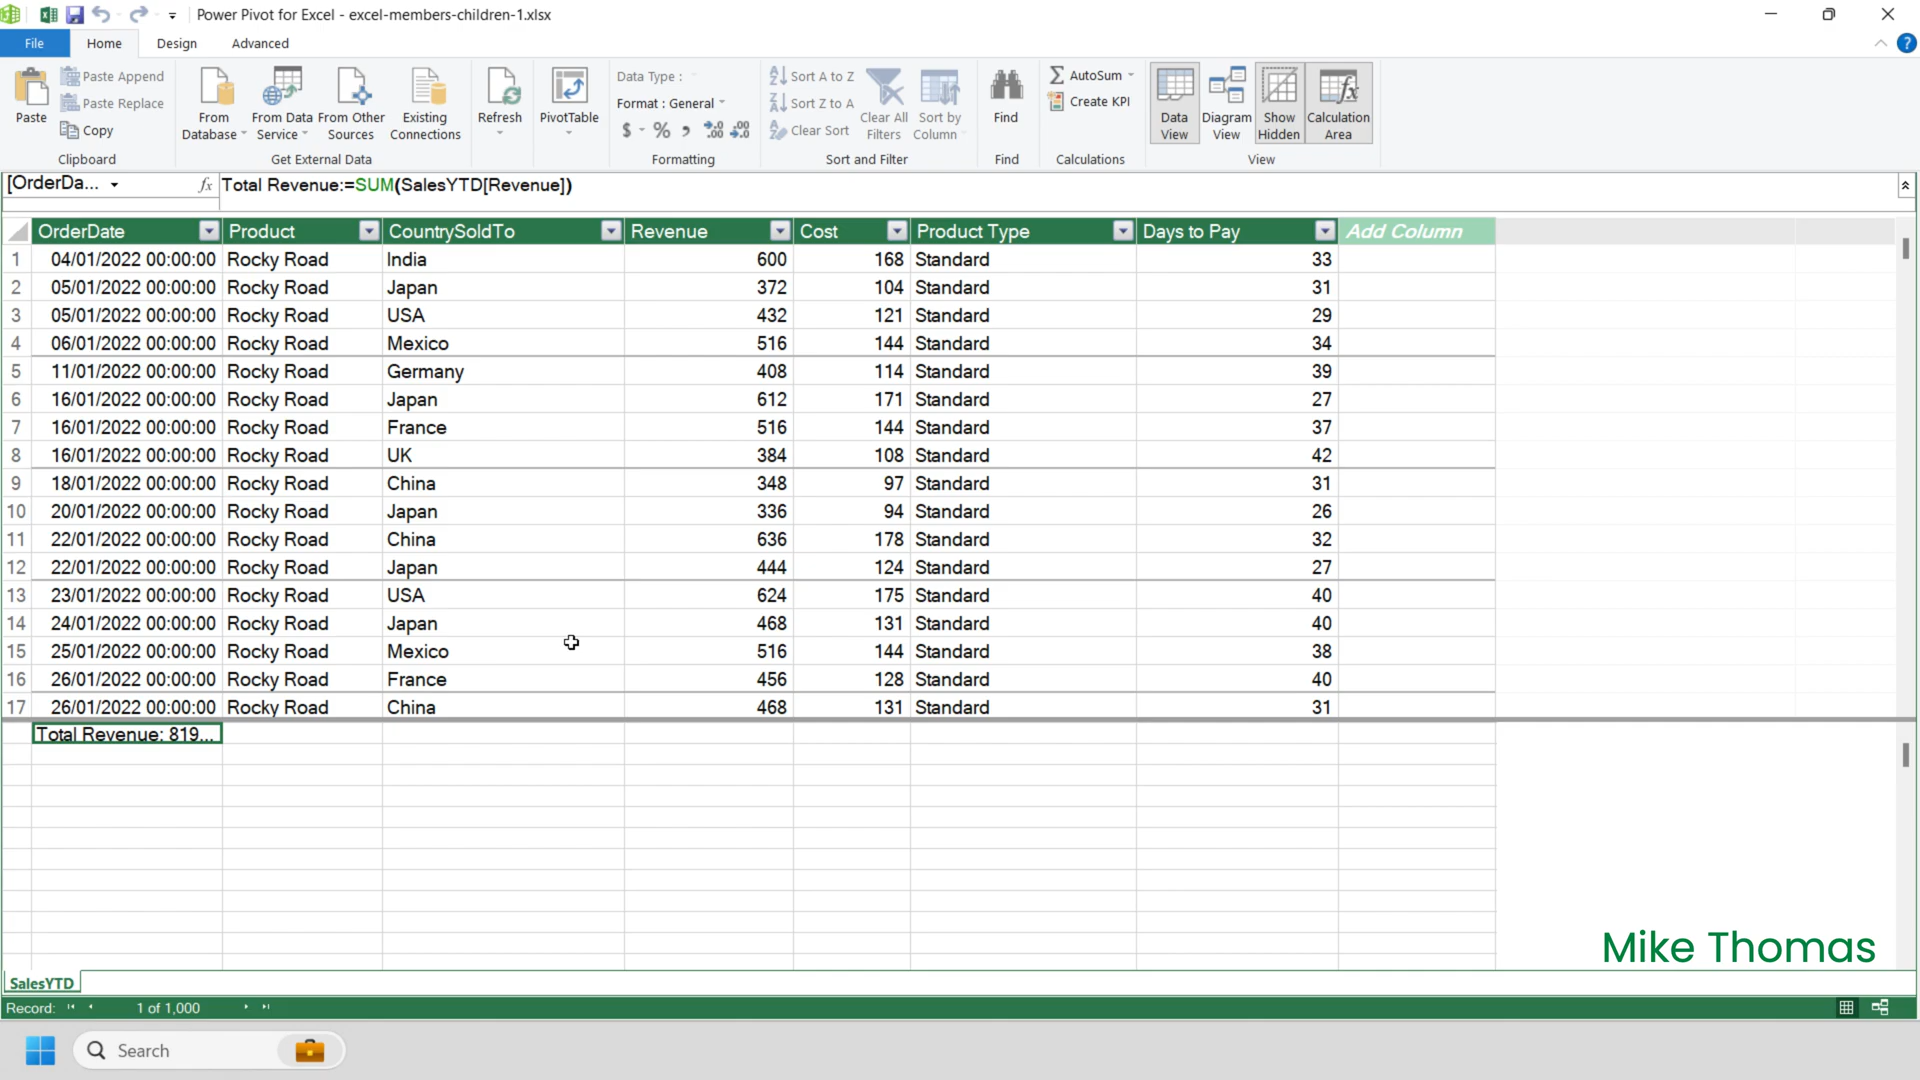 Power Pivot for Excel - excel-members-children-1.xlsx
File Home Design Advanced
Paste Paste Append Paste Replace Copy
Clipboard
From Database From Data Service From Other Sources Existing Connections
Get External Data
Refresh
PivotTable
Data Type :
Format : General
$ % ,
Formatting
Sort A to Z Sort Z to A Clear Sort Clear All Filters Sort by Column
Sort and Filter
Find
Find
AutoSum
Create KPI
Calculations
Data View Diagram View Show Hidden Calculation Area
View
[OrderDa... fx Total Revenue:=SUM(SalesYTD[Revenue])
OrderDate Product CountrySoldTo Revenue Cost Product Type Days to Pay Add Column
1 04/01/2022 00:00:00 Rocky Road India 600 168 Standard 33
2 05/01/2022 00:00:00 Rocky Road Japan 372 104 Standard 31
3 05/01/2022 00:00:00 Rocky Road USA 432 121 Standard 29
4 06/01/2022 00:00:00 Rocky Road Mexico 516 144 Standard 34
5 11/01/2022 00:00:00 Rocky Road Germany 408 114 Standard 39
6 16/01/2022 00:00:00 Rocky Road Japan 612 171 Standard 27
7 16/01/2022 00:00:00 Rocky Road France 516 144 Standard 37
8 16/01/2022 00:00:00 Rocky Road UK 384 108 Standard 42
9 18/01/2022 00:00:00 Rocky Road China 348 97 Standard 31
10 20/01/2022 00:00:00 Rocky Road Japan 336 94 Standard 26
11 22/01/2022 00:00:00 Rocky Road China 636 178 Standard 32
12 22/01/2022 00:00:00 Rocky Road Japan 444 124 Standard 27
13 23/01/2022 00:00:00 Rocky Road USA 624 175 Standard 40
14 24/01/2022 00:00:00 Rocky Road Japan 468 131 Standard 40
15 25/01/2022 00:00:00 Rocky Road Mexico 516 144 Standard 38
16 26/01/2022 00:00:00 Rocky Road France 456 128 Standard 40
17 26/01/2022 00:00:00 Rocky Road China 468 131 Standard 31
Total Revenue: 819...
Mike Thomas
SalesYTD
Record: 1 of 1,000
Search